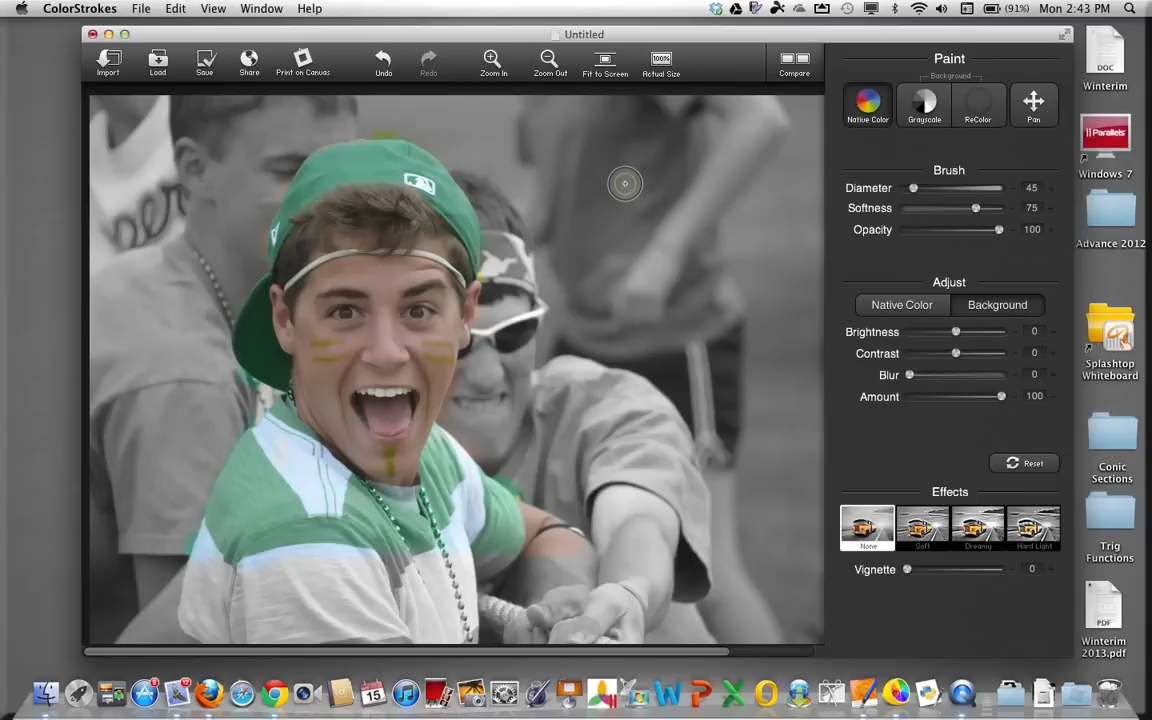 ColorStrokes File Edit View Window Help
(91%) Mon 2:43 PM
Untitled
Import Load Save Share Print on Canvas Undo Redo Zoom In Zoom Out Fit to Screen 100% Actual Size Compare
Paint
Background
Native Color Grayscale ReColor Pan
Brush
Diameter 45
Softness 75
Opacity 100
Adjust
Native Color Background
Brightness 0
Contrast 0
Blur 0
Amount 100
Reset
Effects
None Soft Dreamy Hard Light
Vignette 0
DOC
Winterim
Parallels
Windows 7
Advance 2012
Splashtop
Whiteboard
Conic
Sections
Trig
Functions
PDF
Winterim
2013.pdf
15